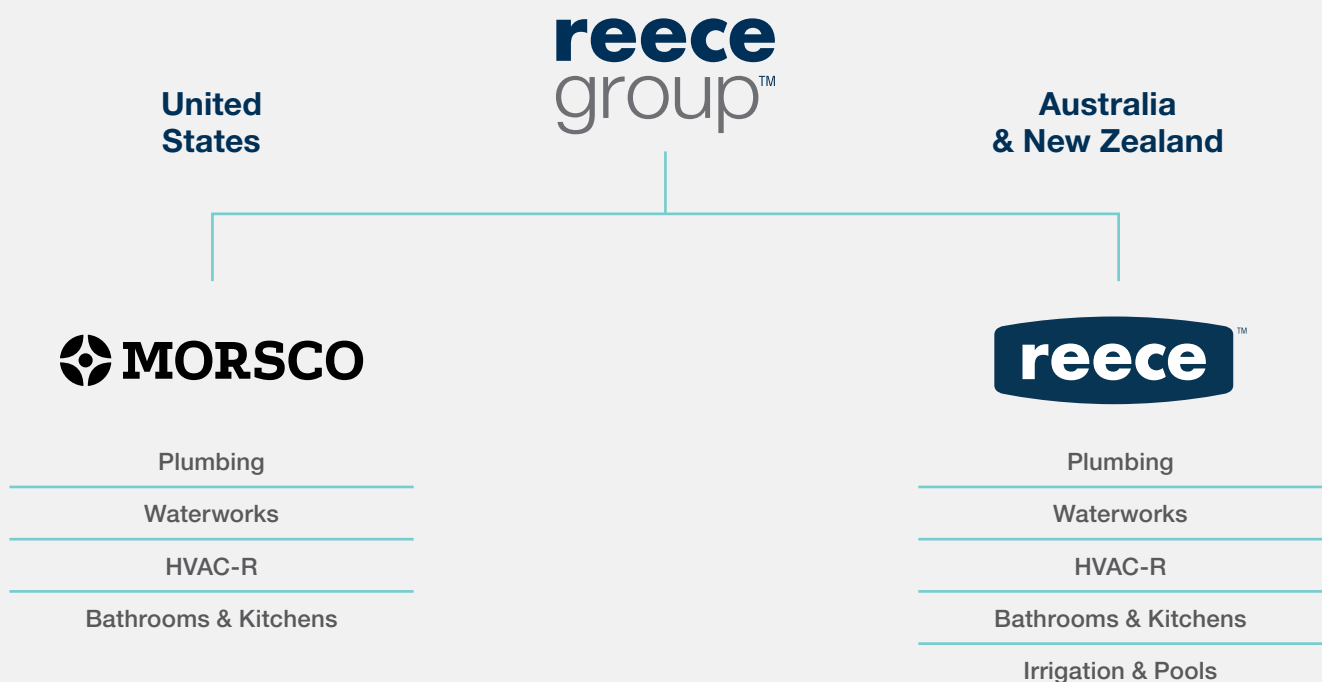 reece
group™
United
States
Australia
& New Zealand
MORSCO
reece™
Plumbing
Waterworks
HVAC-R
Bathrooms & Kitchens
Plumbing
Waterworks
HVAC-R
Bathrooms & Kitchens
Irrigation & Pools